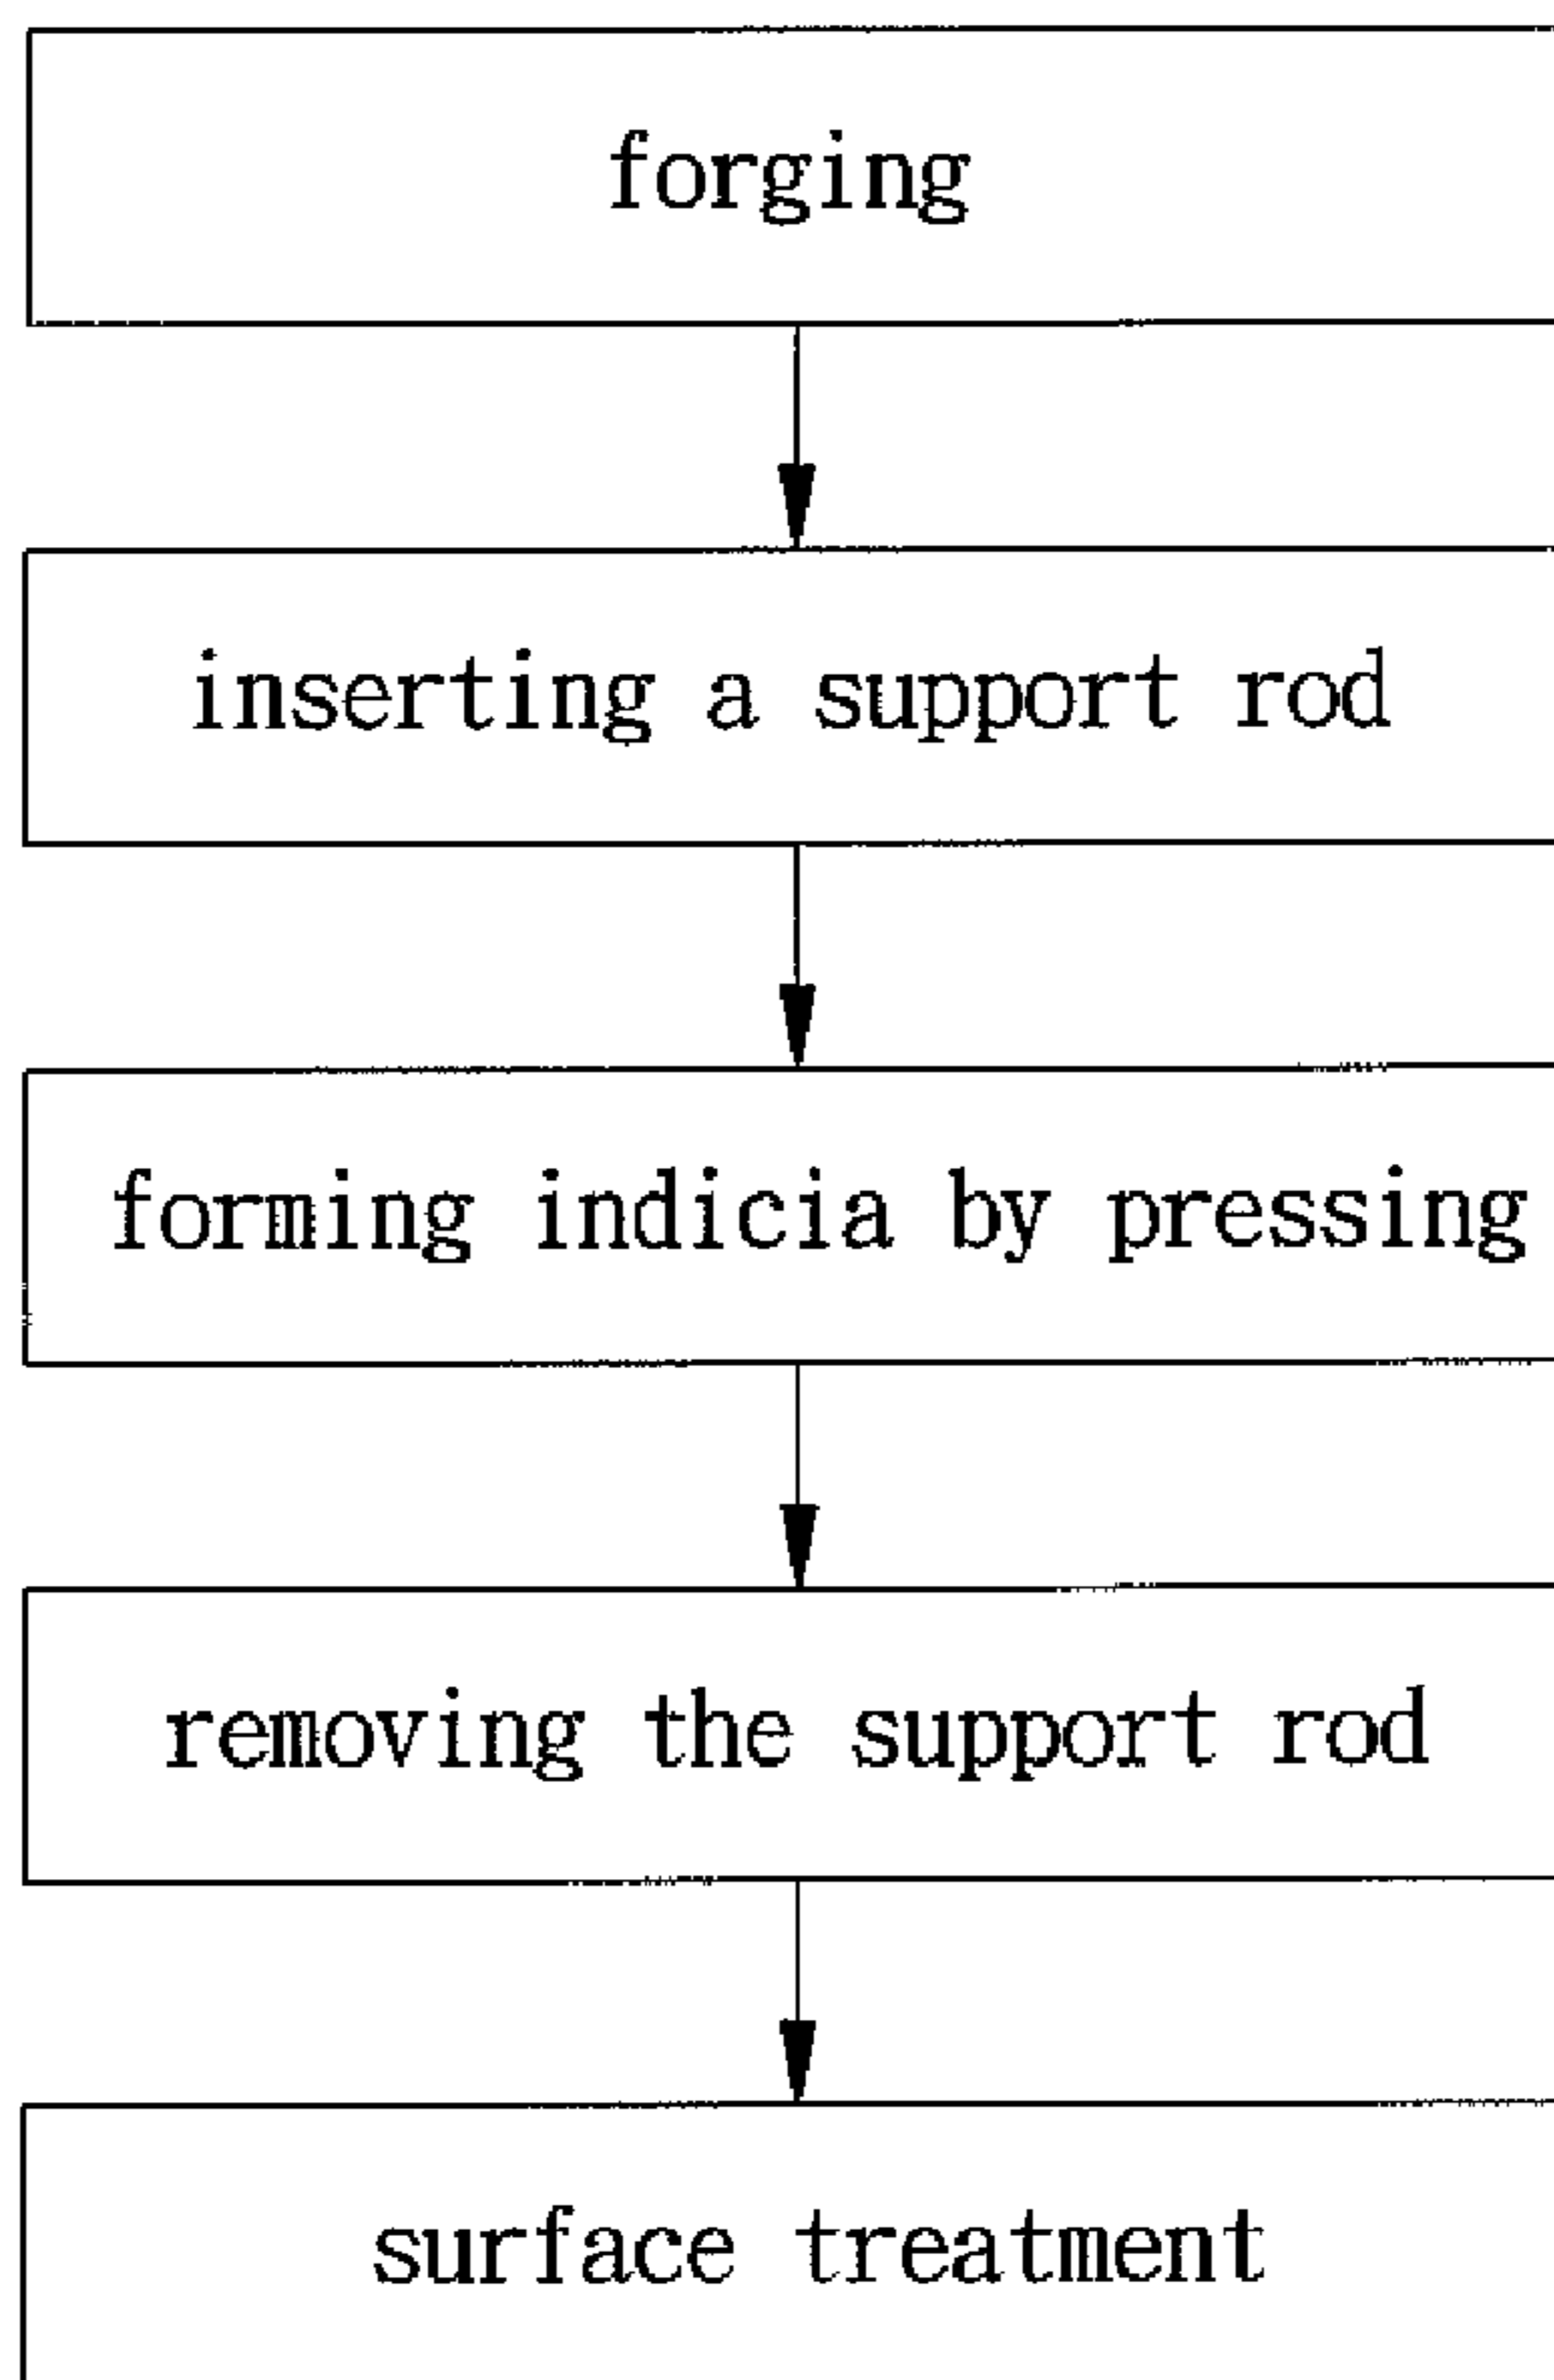 forging
inserting a support rod
forming indicia by pressing
removing the support rod
surface treatment